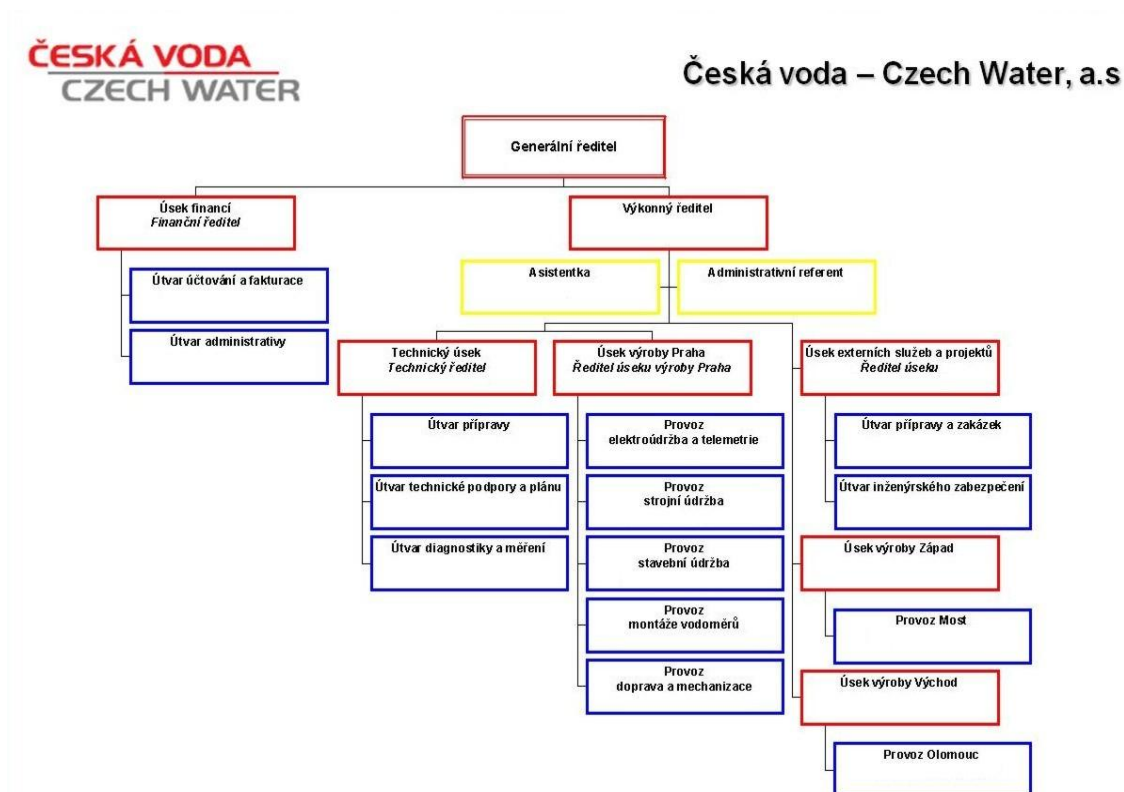 ČESKÁ VODA
CZECH WATER
Česká voda – Czech Water, a.s
Generální ředitel
Úsek financí
Finanční ředitel
Výkonný ředitel
Útvar účtování a fakturace
Útvar administrativy
Asistentka
Administrativní referent
Technický úsek
Technický ředitel
Útvar přípravy
Útvar technické podpory a plánu
Útvar diagnostiky a měření
Úsek výroby Praha
Ředitel úseku výroby Praha
Provoz
elektroúdržba a telemetrie
Provoz
strojní údržba
Provoz
stavební údržba
Provoz
montáže vodoměrů
Provoz
doprava a mechanizace
Úsek externích služeb a projektů
Ředitel úseku
Útvar přípravy a zakázek
Útvar inženýrského zabezpečení
Úsek výroby Západ
Provoz Most
Úsek výroby Východ
Provoz Olomouc